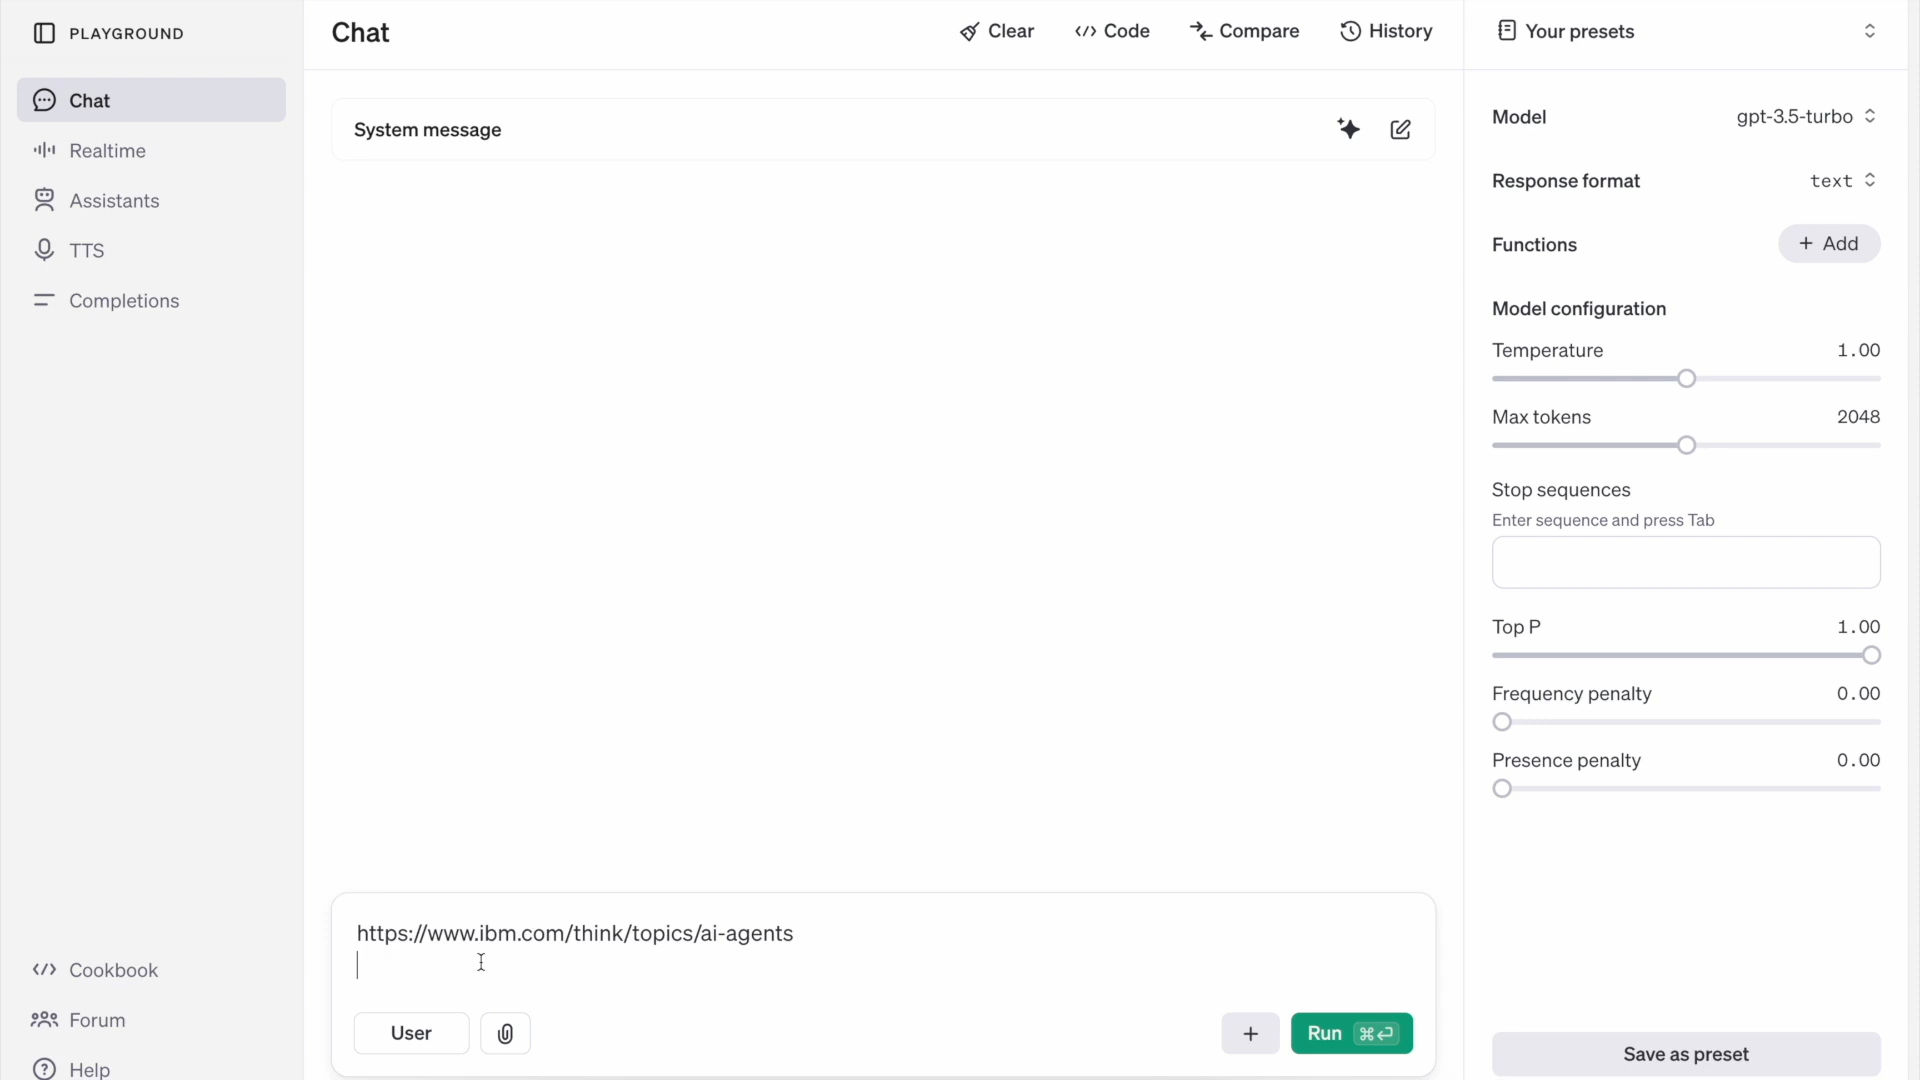 PLAYGROUND
Chat
Realtime
Assistants
TTS
Completions
Cookbook
Forum
Help
Chat
Clear
Code
Compare
History
System message
https://www.ibm.com/think/topics/ai-agents
User
Run ⌘↵
Your presets
Model gpt-3.5-turbo
Response format text
Functions + Add
Model configuration
Temperature 1.00
Max tokens 2048
Stop sequences
Enter sequence and press Tab
Top P 1.00
Frequency penalty 0.00
Presence penalty 0.00
Save as preset